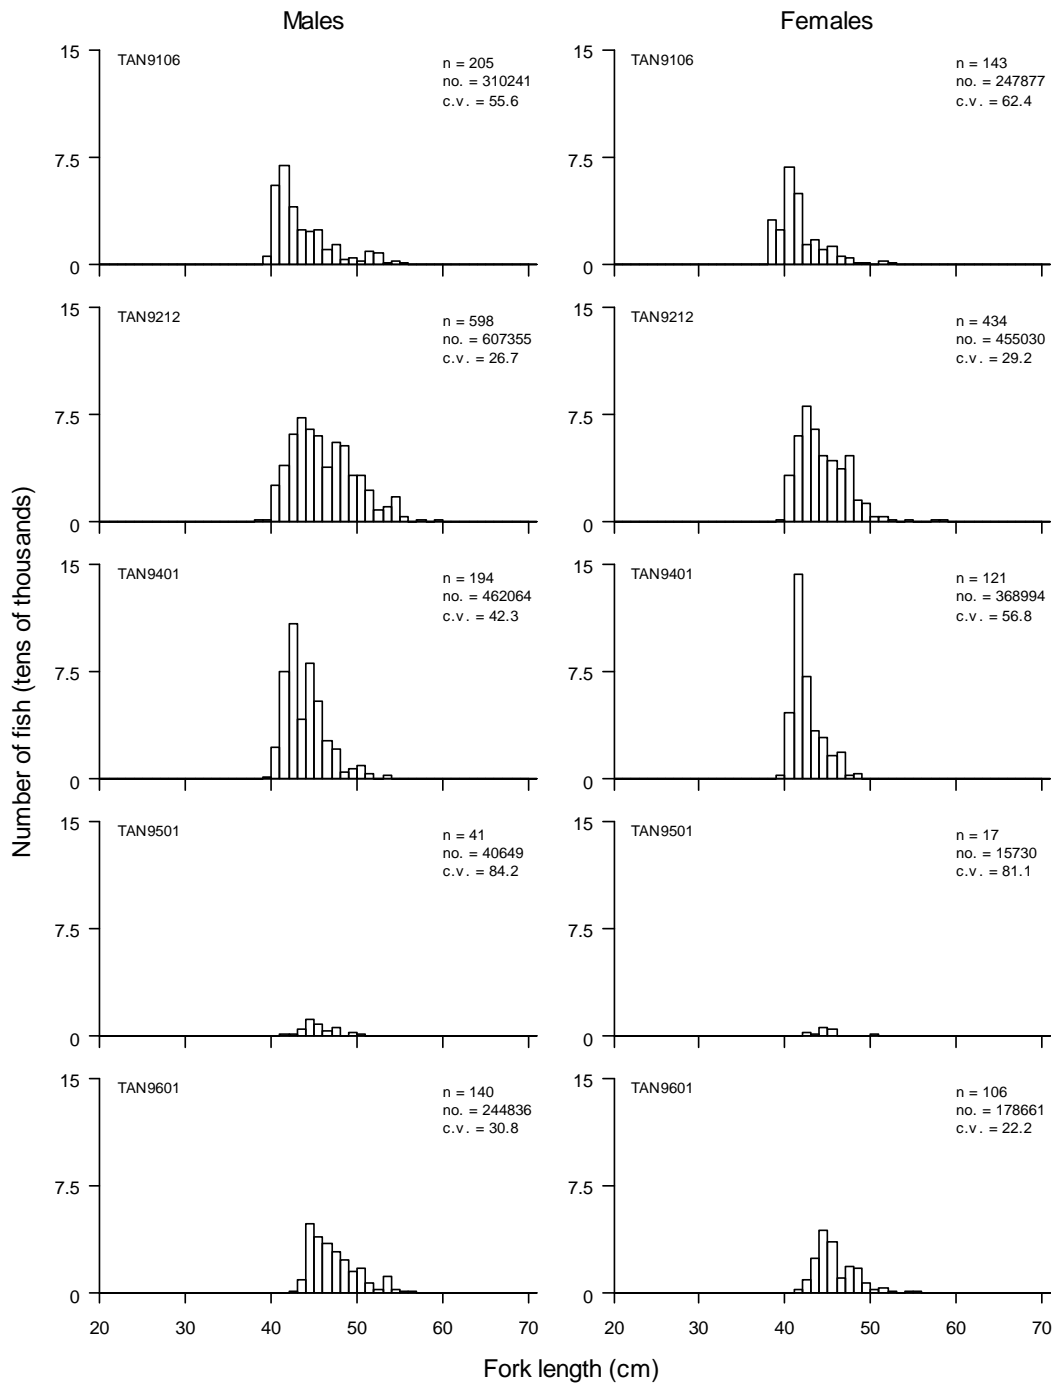 Males
Females
15
TAN9106
n = 205
no. = 310241
c.v. = 55.6
7.5
0
15
TAN9106
n = 143
no. = 247877
c.v. = 62.4
7.5
0
15
TAN9212
n = 598
no. = 607355
c.v. = 26.7
7.5
0
15
TAN9212
n = 434
no. = 455030
c.v. = 29.2
7.5
0
15
TAN9401
n = 194
no. = 462064
c.v. = 42.3
7.5
0
15
TAN9401
n = 121
no. = 368994
c.v. = 56.8
7.5
0
15
TAN9501
n = 41
no. = 40649
c.v. = 84.2
7.5
0
15
TAN9501
n = 17
no. = 15730
c.v. = 81.1
7.5
0
15
TAN9601
n = 140
no. = 244836
c.v. = 30.8
7.5
0
15
TAN9601
n = 106
no. = 178661
c.v. = 22.2
7.5
0
20 30 40 50 60 70
20 30 40 50 60 70
Number of fish (tens of thousands)
Fork length (cm)